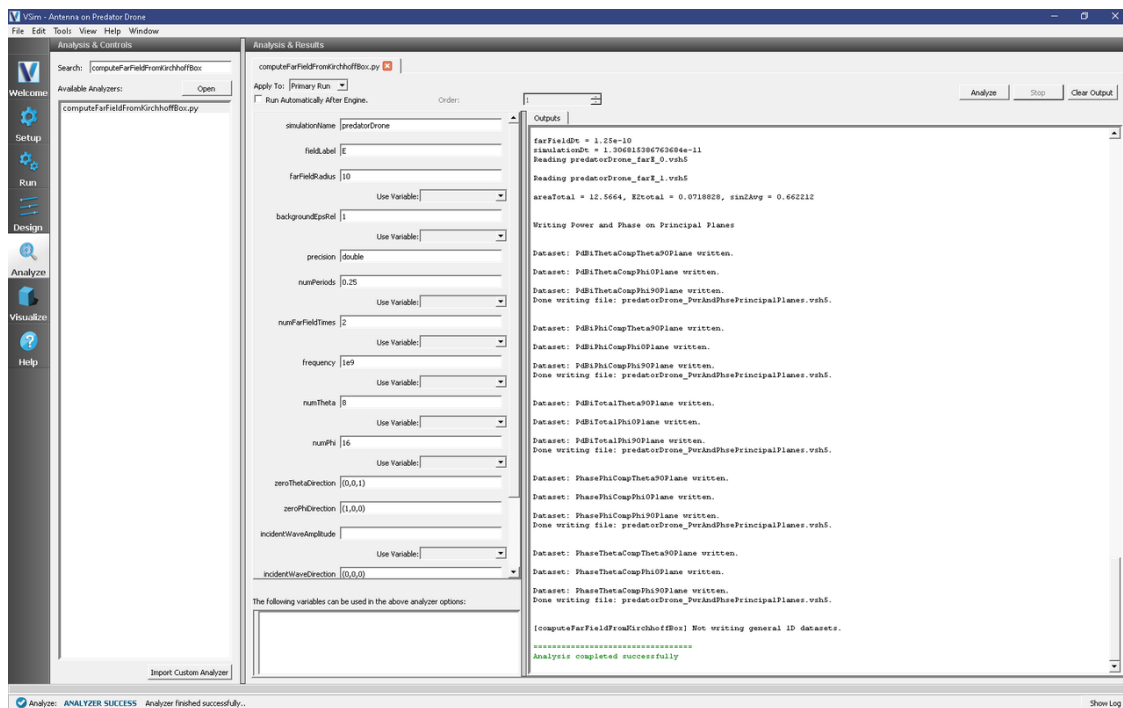 VSim - Antenna on Predator Drone
File Edit Tools View Help Window
Analysis & Controls
Search: computeFarFieldFromKirchhoffBox
Available Analyzers:
Open
computeFarFieldFromKirchhoffBox.py
Import Custom Analyzer
Welcome
Setup
Run
Design
Analyze
Visualize
Help
Analysis & Results
computeFarFieldFromKirchhoffBox.py
Apply To: Primary Run
Run Automatically After Engine. Order: 1
Analyze Stop Clear Output
simulationName predatorDrone
fieldLabel E
farFieldRadius 10
Use Variable:
backgroundEpsRel 1
Use Variable:
precision double
numPeriods 0.25
Use Variable:
numFarFieldTimes 2
Use Variable:
frequency 1e9
Use Variable:
numTheta 8
Use Variable:
numPhi 16
Use Variable:
zeroThetaDirection (0,0,1)
zeroPhiDirection (1,0,0)
incidentWaveAmplitude
Use Variable:
incidentWaveDirection (0,0,0)
The following variables can be used in the above analyzer options:
Outputs
farFieldDt = 1.25e-10
simulationDt = 1.306815386763684e-11
Reading predatorDrone_farE_0.vsh5
Reading predatorDrone_farE_1.vsh5
areaTotal = 12.5664, E2total = 0.0718828, sin2Avg = 0.662212
Writing Power and Phase on Principal Planes
Dataset: PdBiThetaCompTheta90Plane written.
Dataset: PdBiThetaCompPhi0Plane written.
Dataset: PdBiThetaCompPhi90Plane written.
Done writing file: predatorDrone_PwrAndPhsePrincipalPlanes.vsh5.
Dataset: PdBiPhiCompTheta90Plane written.
Dataset: PdBiPhiCompPhi0Plane written.
Dataset: PdBiPhiCompPhi90Plane written.
Done writing file: predatorDrone_PwrAndPhsePrincipalPlanes.vsh5.
Dataset: PdBiTotalTheta90Plane written.
Dataset: PdBiTotalPhi0Plane written.
Dataset: PdBiTotalPhi90Plane written.
Done writing file: predatorDrone_PwrAndPhsePrincipalPlanes.vsh5.
Dataset: PhasePhiCompTheta90Plane written.
Dataset: PhasePhiCompPhi0Plane written.
Dataset: PhasePhiCompPhi90Plane written.
Done writing file: predatorDrone_PwrAndPhsePrincipalPlanes.vsh5.
Dataset: PhaseThetaCompTheta90Plane written.
Dataset: PhaseThetaCompPhi0Plane written.
Dataset: PhaseThetaCompPhi90Plane written.
Done writing file: predatorDrone_PwrAndPhsePrincipalPlanes.vsh5.
[computeFarFieldFromKirchhoffBox] Not writing general 1D datasets.
==================================
Analysis completed successfully
Analyze: ANALYZER SUCCESS Analyzer finished successfully..
Show Log